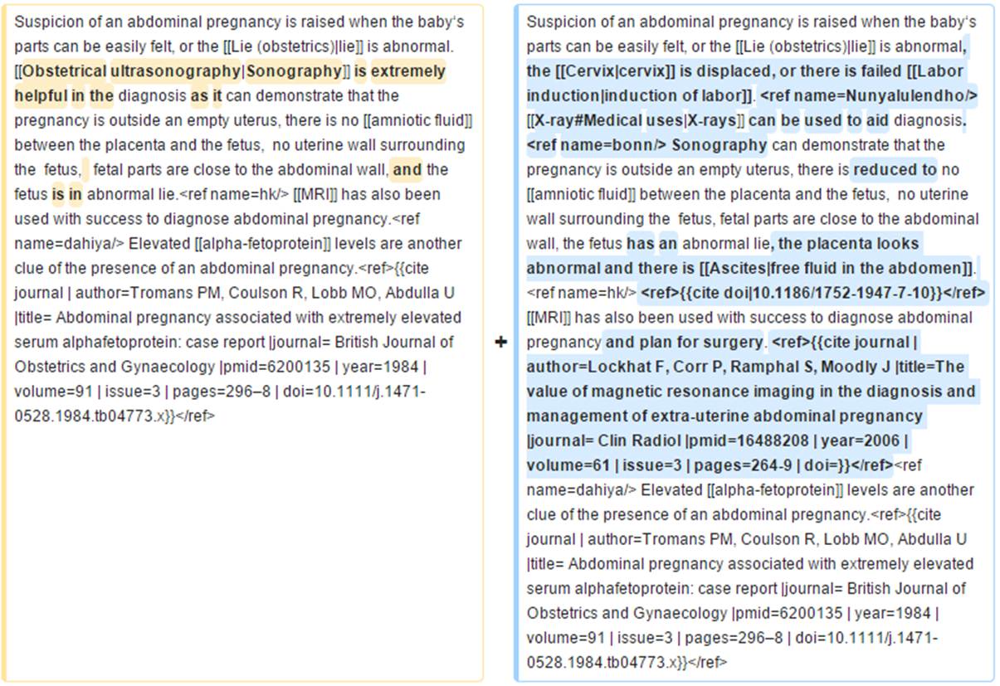 Suspicion of an abdominal pregnancy is raised when the baby's
parts can be easily felt, or the [[Lie (obstetrics)|lie]] is abnormal.
[[Obstetrical ultrasonography|Sonography]] is extremely
helpful in the diagnosis as it can demonstrate that the
pregnancy is outside an empty uterus, there is no [[amniotic fluid]]
between the placenta and the fetus,  no uterine wall surrounding
the  fetus,  fetal parts are close to the abdominal wall, and the
fetus is in abnormal lie.<ref name=hk/> [[MRI]] has also been
used with success to diagnose abdominal pregnancy.<ref
name=dahiya/> Elevated [[alpha-fetoprotein]] levels are another
clue of the presence of an abdominal pregnancy.<ref>{{cite
journal | author=Tromans PM, Coulson R, Lobb MO, Abdulla U
|title= Abdominal pregnancy associated with extremely elevated
serum alphafetoprotein: case report |journal= British Journal of
Obstetrics and Gynaecology |pmid=6200135 | year=1984 |
volume=91 | issue=3 | pages=296–8 | doi=10.1111/j.1471-
0528.1984.tb04773.x}}</ref>
+
Suspicion of an abdominal pregnancy is raised when the baby's
parts can be easily felt, or the [[Lie (obstetrics)|lie]] is abnormal,
the [[Cervix|cervix]] is displaced, or there is failed [[Labor
induction|induction of labor]]. <ref name=Nunyalulendho/>
[[X-ray#Medical uses|X-rays]] can be used to aid diagnosis.
<ref name=bonn/> Sonography can demonstrate that the
pregnancy is outside an empty uterus, there is reduced to no
[[amniotic fluid]] between the placenta and the fetus,  no uterine
wall surrounding the  fetus, fetal parts are close to the abdominal
wall, the fetus has an abnormal lie, the placenta looks
abnormal and there is [[Ascites|free fluid in the abdomen]].
<ref name=hk/> <ref>{{cite doi|10.1186/1752-1947-7-10}}</ref>
[[MRI]] has also been used with success to diagnose abdominal
pregnancy and plan for surgery. <ref>{{cite journal |
author=Lockhat F, Corr P, Ramphal S, Moodly J |title=The
value of magnetic resonance imaging in the diagnosis and
management of extra-uterine abdominal pregnancy
|journal= Clin Radiol |pmid=16488208 | year=2006 |
volume=61 | issue=3 | pages=264-9 | doi=}}</ref><ref
name=dahiya/> Elevated [[alpha-fetoprotein]] levels are another
clue of the presence of an abdominal pregnancy.<ref>{{cite
journal | author=Tromans PM, Coulson R, Lobb MO, Abdulla U
|title= Abdominal pregnancy associated with extremely elevated
serum alphafetoprotein: case report |journal= British Journal of
Obstetrics and Gynaecology |pmid=6200135 | year=1984 |
volume=91 | issue=3 | pages=296–8 | doi=10.1111/j.1471-
0528.1984.tb04773.x}}</ref>